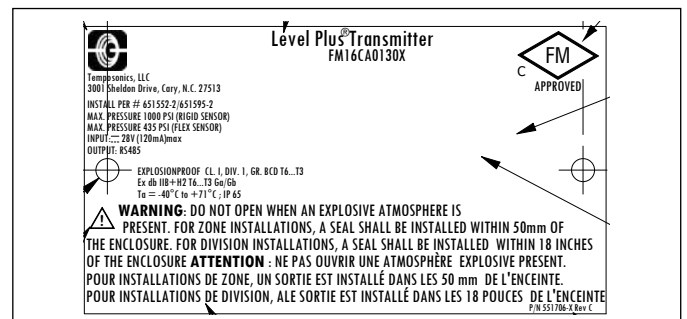 Level Plus® Transmitter
FM16CA0130X
FM
C
APPROVED
Temposonics, LLC
3001 Sheldon Drive, Cary, N.C. 27513
INSTALL PER # 651552-2/651595-2
MAX. PRESSURE 1000 PSI (RIGID SENSOR)
MAX. PRESSURE 435 PSI (FLEX SENSOR)
INPUT: ⎓ 28V (120mA)max
OUTPUT: RS485
EXPLOSIONPROOF CL. I, DIV. 1, GR. BCD T6...T3
Ex db IIB+H2 T6...T3 Ga/Gb
Ta = -40°C to +71°C ; IP 65
WARNING: DO NOT OPEN WHEN AN EXPLOSIVE ATMOSPHERE IS
PRESENT. FOR ZONE INSTALLATIONS, A SEAL SHALL BE INSTALLED WITHIN 50mm OF
THE ENCLOSURE. FOR DIVISION INSTALLATIONS, A SEAL SHALL BE INSTALLED WITHIN 18 INCHES
OF THE ENCLOSURE ATTENTION : NE PAS OUVRIR UNE ATMOSPHÈRE EXPLOSIVE PRESENT.
POUR INSTALLATIONS DE ZONE, UN SORTIE EST INSTALLÉ DANS LES 50 mm DE L'ENCEINTE.
POUR INSTALLATIONS DE DIVISION, ALE SORTIE EST INSTALLÉ DANS LES 18 POUCES DE L'ENCEINTE
P/N 551706-X Rev C